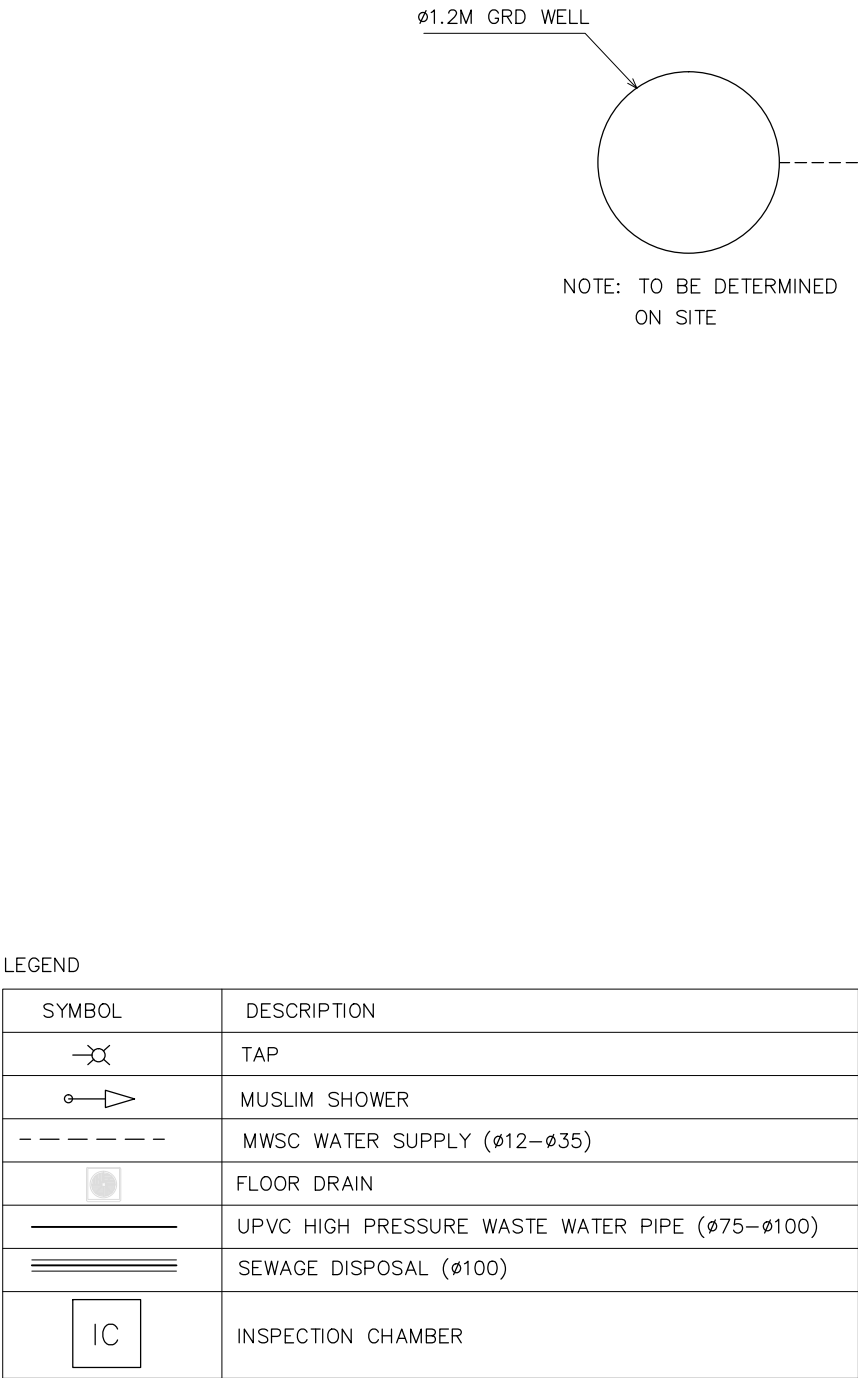 ø1.2M GRD WELL
NOTE: TO BE DETERMINED
ON SITE
LEGEND
SYMBOL DESCRIPTION
TAP
MUSLIM SHOWER
MWSC WATER SUPPLY (ø12–ø35)
FLOOR DRAIN
UPVC HIGH PRESSURE WASTE WATER PIPE (ø75–ø100)
SEWAGE DISPOSAL (ø100)
IC INSPECTION CHAMBER